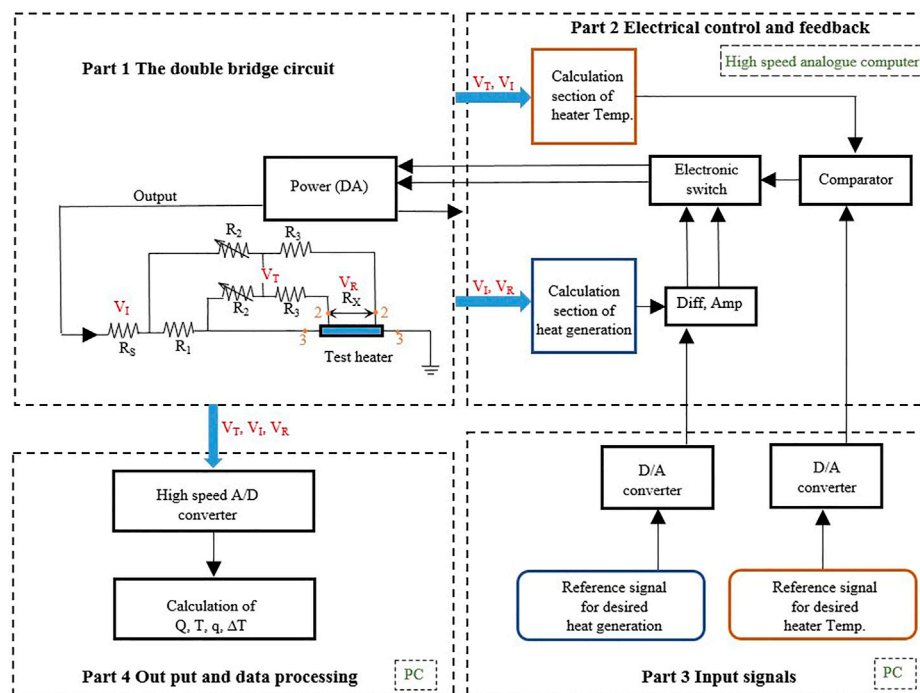 Part 1 The double bridge circuit
Power (DA)
Output
R2
R3
VT
VR
RX
R2
R3
2
2
VI
RS
R1
3
3
Test heater
Part 2 Electrical control and feedback
High speed analogue computer
VT, VI
Calculation
section of
heater Temp.
Electronic
switch
Comparator
VI, VR
Calculation
section of
heat generation
Diff, Amp
VT, VI, VR
High speed A/D
converter
Calculation of
Q, T, q, ΔT
Part 4 Out put and data processing
PC
D/A
converter
D/A
converter
Reference signal
for desired
heat generation
Reference signal
for desired
heater Temp.
Part 3 Input signals
PC